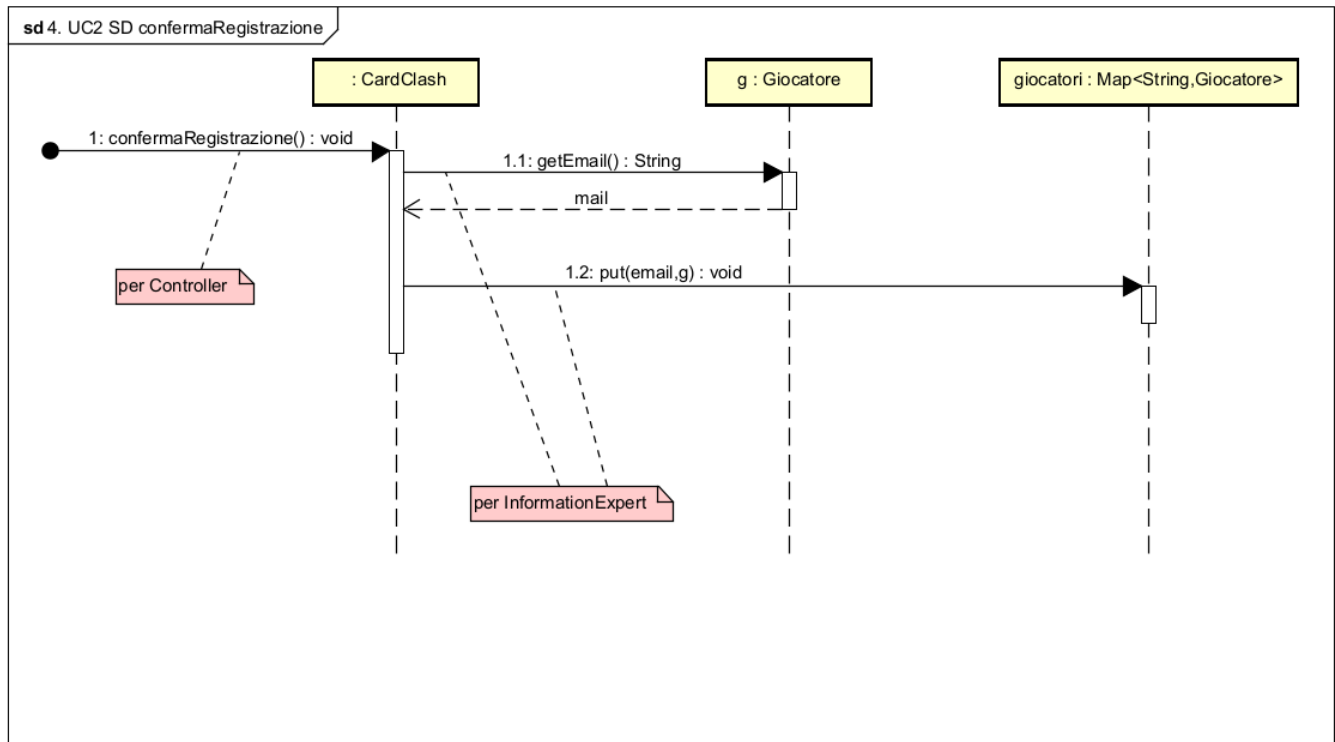 sd 4. UC2 SD confermaRegistrazione
: CardClash
g : Giocatore
giocatori : Map<String,Giocatore>
1: confermaRegistrazione() : void
1.1: getEmail() : String
mail
1.2: put(email,g) : void
per Controller
per InformationExpert